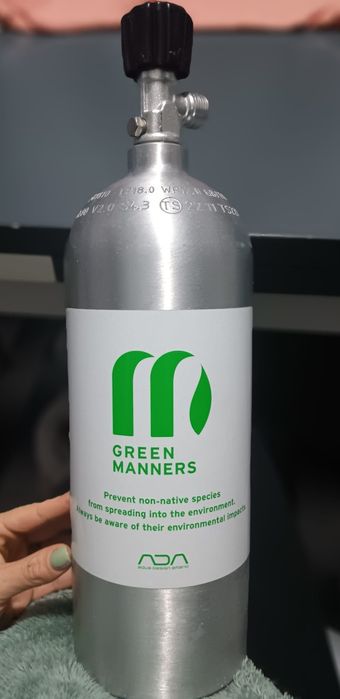 TS
GREEN
MANNERS
Prevent non-native species
from spreading into the environment.
Always be aware of their environmental impacts.
ADA
aqua design amano